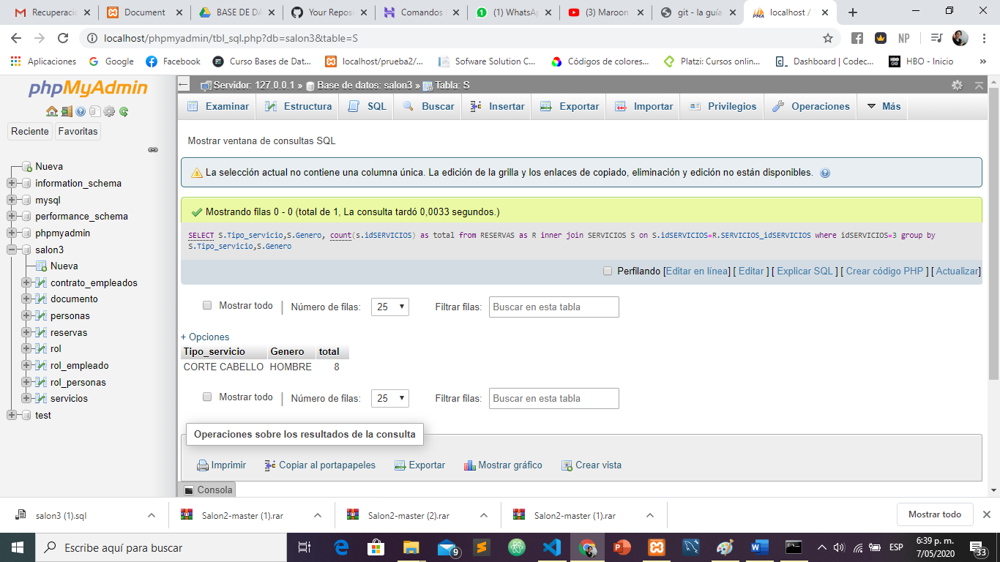 Recuperaci
Document
BASE DE DA
Your Repos
Comandos
(1) WhatsA
(3) Maroon
git - la guía
localhost /
localhost/phpmyadmin/tbl_sql.php?db=salon3&table=S
NP
Aplicaciones
Google
Facebook
Curso Bases de Dat...
localhost/prueba2/...
Sofware Solution C...
Códigos de colores...
Platzi: Cursos onlin...
Dashboard | Codec...
HBO - Inicio
»
phpMyAdmin
Reciente
Favoritas
Nueva
information_schema
mysql
performance_schema
phpmyadmin
salon3
Nueva
contrato_empleados
documento
personas
reservas
rol
rol_empleado
rol_personas
servicios
test
Servidor: 127.0.0.1 » Base de datos: salon3 » Tabla: S
Examinar
Estructura
SQL
Buscar
Insertar
Exportar
Importar
Privilegios
Operaciones
Más
Mostrar ventana de consultas SQL
La selección actual no contiene una columna única. La edición de la grilla y los enlaces de copiado, eliminación y edición no están disponibles.
Mostrando filas 0 - 0 (total de 1, La consulta tardó 0,0033 segundos.)
SELECT S.Tipo_servicio,S.Genero, count(s.idSERVICIOS) as total from RESERVAS as R inner join SERVICIOS S on S.idSERVICIOS=R.SERVICIOS_idSERVICIOS where idSERVICIOS=3 group by
S.Tipo_servicio,S.Genero
Perfilando [Editar en línea] [ Editar ] [ Explicar SQL ] [ Crear código PHP ] [ Actualizar]
Mostrar todo | Número de filas: 25 Filtrar filas: Buscar en esta tabla
+ Opciones
Tipo_servicio Genero total
CORTE CABELLO HOMBRE 8
Mostrar todo | Número de filas: 25 Filtrar filas: Buscar en esta tabla
Operaciones sobre los resultados de la consulta
Imprimir
Copiar al portapapeles
Exportar
Mostrar gráfico
Crear vista
Consola
salon3 (1).sql
Salon2-master (1).rar
Salon2-master (2).rar
Salon2-master (1).rar
Mostrar todo
Escribe aquí para buscar
9
ESP
6:39 p. m.
7/05/2020
33